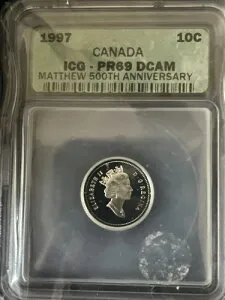 1997 10C
CANADA
ICG - PR69 DCAM
MATTHEW 500TH ANNIVERSARY
ELIZABETH II D·G·REGINA